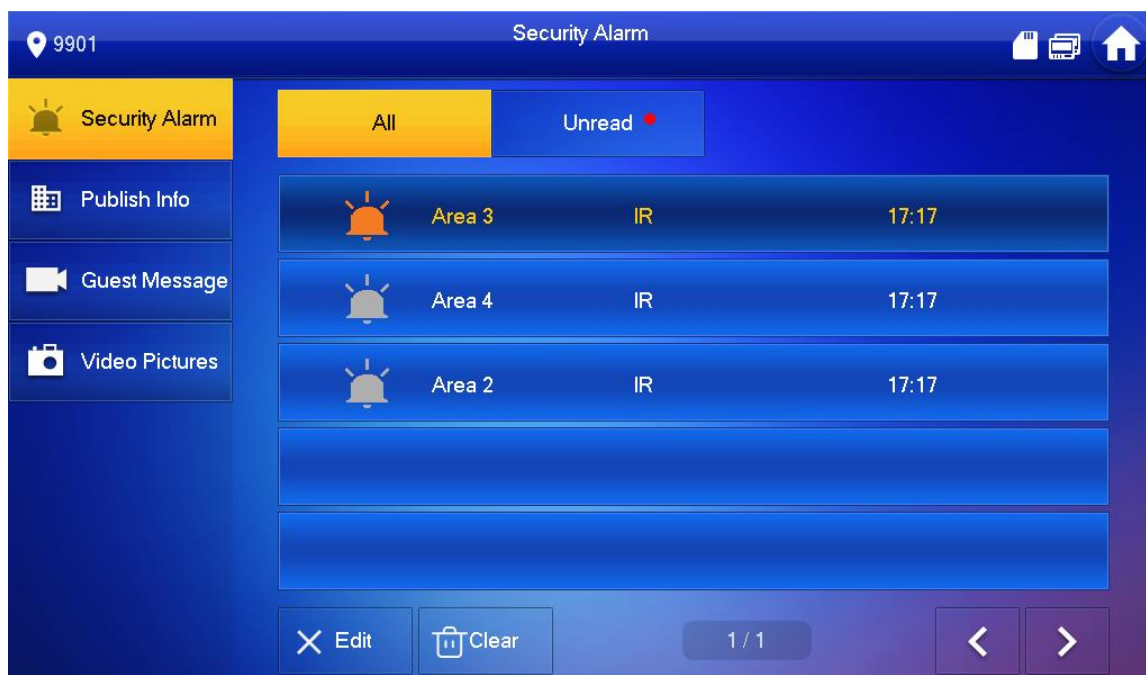 9901
Security Alarm
Security Alarm
Publish Info
Guest Message
Video Pictures
All Unread
Area 3 IR 17:17
Area 4 IR 17:17
Area 2 IR 17:17
Edit Clear 1 / 1